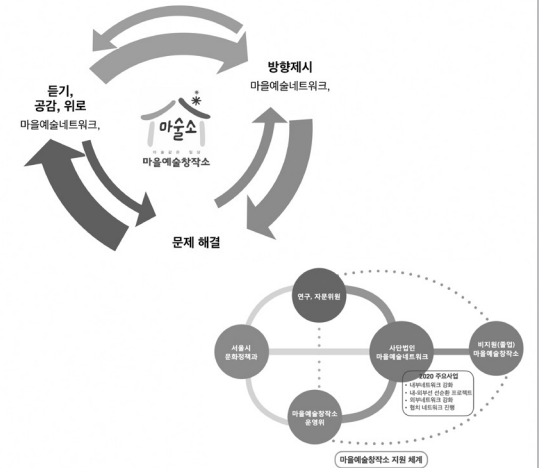 방향제시
마을예술네트워크,
듣기,
공감, 위로
마을예술네트워크,
마술소
마을예술창작소
문제 해결
연구, 자문위원
서울시
문화정책과
사단법인
마을예술네트워크
비지원(졸업)
마을예술창작소
2020 주요사업
• 내부네트워크 강화
• 내·외부선 선순환 프로젝트
• 외부네트워크 강화
• 협치 네트워크 진행
마을예술창작소
운영위
마을예술창작소 지원 체계